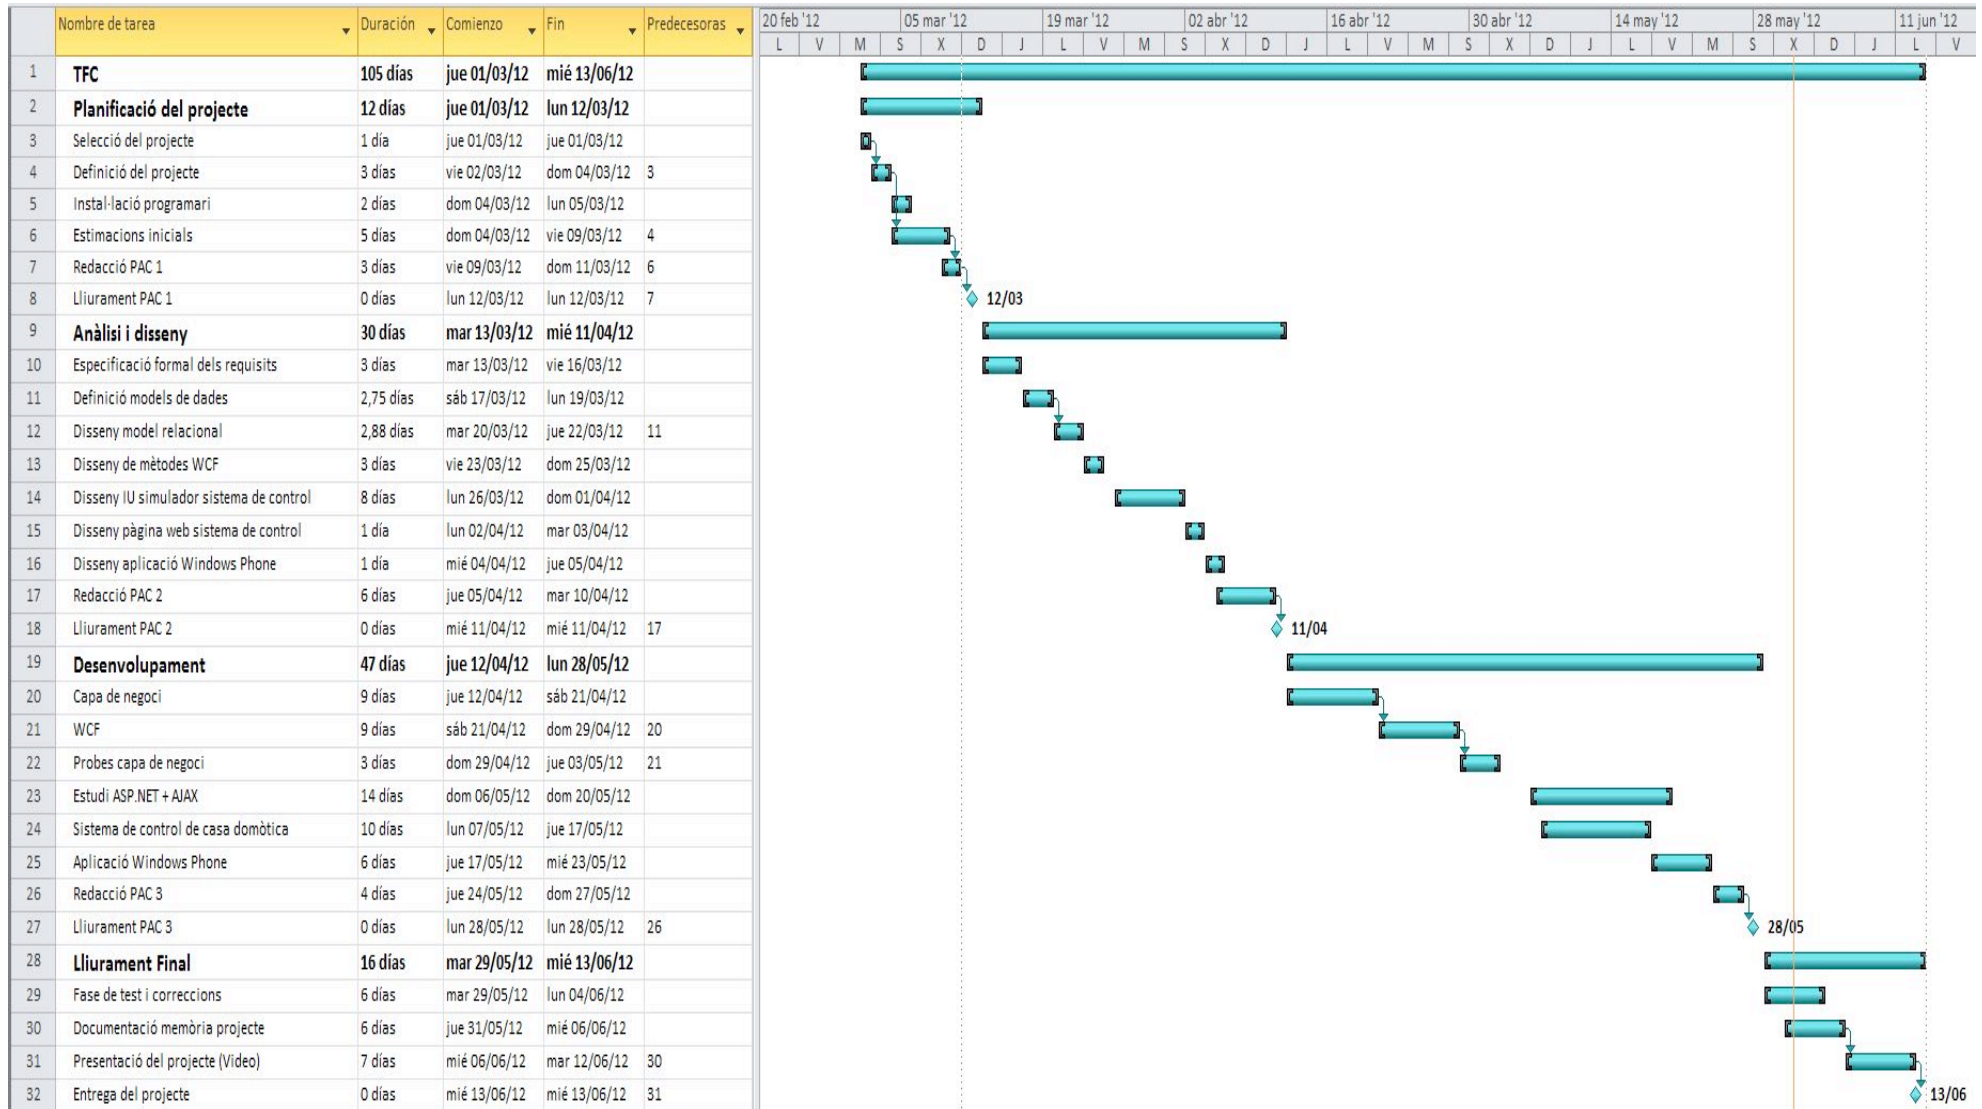 Nombre de tarea Duración Comienzo Fin Predecesoras 20 feb '12 05 mar '12 19 mar '12 02 abr '12 16 abr '12 30 abr '12 14 may '12 28 may '12 11 jun '12
L V M S X D J L V M S X D J L V M S X D J L V M S X D J L V
1 TFC 105 días jue 01/03/12 mié 13/06/12
2 Planificació del projecte 12 días jue 01/03/12 lun 12/03/12
3 Selecció del projecte 1 día jue 01/03/12 jue 01/03/12
4 Definició del projecte 3 días vie 02/03/12 dom 04/03/12 3
5 Instal·lació programari 2 días dom 04/03/12 lun 05/03/12
6 Estimacions inicials 5 días dom 04/03/12 vie 09/03/12 4
7 Redacció PAC 1 3 días vie 09/03/12 dom 11/03/12 6
8 Lliurament PAC 1 0 días lun 12/03/12 lun 12/03/12 7 12/03
9 Anàlisi i disseny 30 días mar 13/03/12 mié 11/04/12
10 Especificació formal dels requisits 3 días mar 13/03/12 vie 16/03/12
11 Definició models de dades 2,75 días sáb 17/03/12 lun 19/03/12
12 Disseny model relacional 2,88 días mar 20/03/12 jue 22/03/12 11
13 Disseny de mètodes WCF 3 días vie 23/03/12 dom 25/03/12
14 Disseny IU simulador sistema de control 8 días lun 26/03/12 dom 01/04/12
15 Disseny pàgina web sistema de control 1 día lun 02/04/12 mar 03/04/12
16 Disseny aplicació Windows Phone 1 día mié 04/04/12 jue 05/04/12
17 Redacció PAC 2 6 días jue 05/04/12 mar 10/04/12
18 Lliurament PAC 2 0 días mié 11/04/12 mié 11/04/12 17 11/04
19 Desenvolupament 47 días jue 12/04/12 lun 28/05/12
20 Capa de negoci 9 días jue 12/04/12 sáb 21/04/12
21 WCF 9 días sáb 21/04/12 dom 29/04/12 20
22 Probes capa de negoci 3 días dom 29/04/12 jue 03/05/12 21
23 Estudi ASP.NET + AJAX 14 días dom 06/05/12 dom 20/05/12
24 Sistema de control de casa domòtica 10 días lun 07/05/12 jue 17/05/12
25 Aplicació Windows Phone 6 días jue 17/05/12 mié 23/05/12
26 Redacció PAC 3 4 días jue 24/05/12 dom 27/05/12
27 Lliurament PAC 3 0 días lun 28/05/12 lun 28/05/12 26 28/05
28 Lliurament Final 16 días mar 29/05/12 mié 13/06/12
29 Fase de test i correccions 6 días mar 29/05/12 lun 04/06/12
30 Documentació memòria projecte 6 días jue 31/05/12 mié 06/06/12
31 Presentació del projecte (Video) 7 días mié 06/06/12 mar 12/06/12 30
32 Entrega del projecte 0 días mié 13/06/12 mié 13/06/12 31 13/06